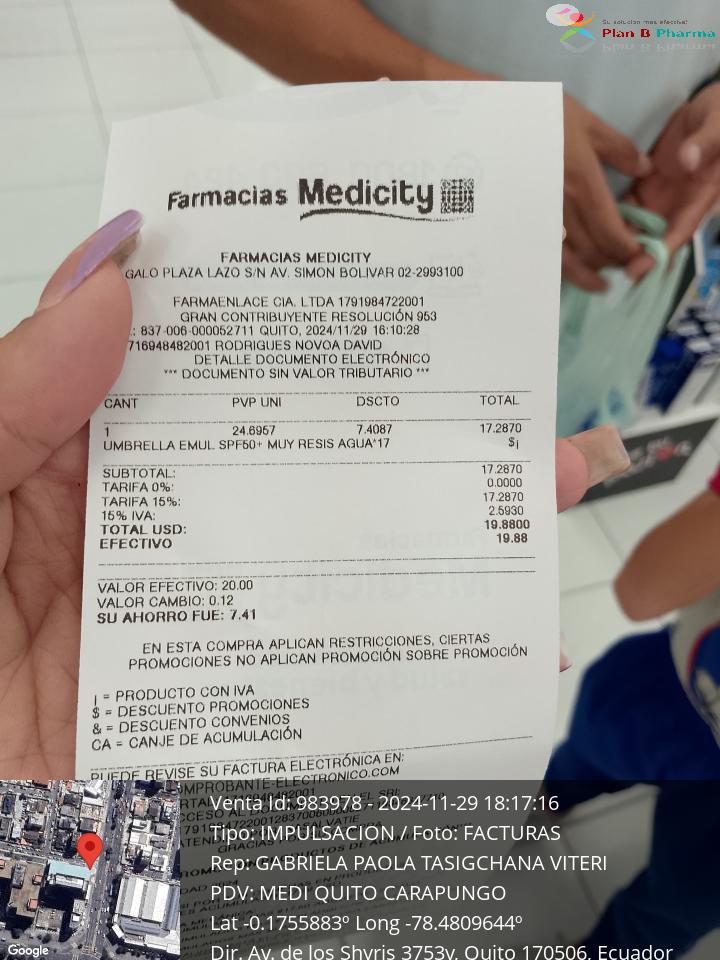 Su solucion mas efectiva!
Plan B Pharma
Farmacias Medicity
FARMACIAS MEDICITY
GALO PLAZA LAZO S/N AV. SIMON BOLIVAR 02-2993100
FARMAENLACE CIA. LTDA 1791984722001
GRAN CONTRIBUYENTE RESOLUCIÓN 953
.: 837-006-000052711 QUITO, 2024/11/29 16:10:28
716948482001 RODRIGUES NOVOA DAVID
DETALLE DOCUMENTO ELECTRÓNICO
*** DOCUMENTO SIN VALOR TRIBUTARIO ***
CANT PVP UNI DSCTO TOTAL
1 24.6957 7.4087 17.2870
UMBRELLA EMUL SPF50+ MUY RESIS AGUA*17 $¡
SUBTOTAL: 17.2870
TARIFA 0%: 0.0000
TARIFA 15%: 17.2870
15% IVA: 2.5930
TOTAL USD: 19.8800
EFECTIVO 19.88
VALOR EFECTIVO: 20.00
VALOR CAMBIO: 0.12
SU AHORRO FUE: 7.41
EN ESTA COMPRA APLICAN RESTRICCIONES, CIERTAS
PROMOCIONES NO APLICAN PROMOCIÓN SOBRE PROMOCIÓN
¡ = PRODUCTO CON IVA
$ = DESCUENTO PROMOCIONES
& = DESCUENTO CONVENIOS
CA = CANJE DE ACUMULACIÓN
PUEDE REVISE SU FACTURA ELECTRÓNICA EN:
Venta Id: 983978 - 2024-11-29 18:17:16
Tipo: IMPULSACION / Foto: FACTURAS
Rep: GABRIELA PAOLA TASIGCHANA VITERI
PDV: MEDI QUITO CARAPUNGO
Lat -0.1755883º Long -78.4809644º
Dir. Av. de los Shyris 3753y, Quito 170506, Ecuador
Google